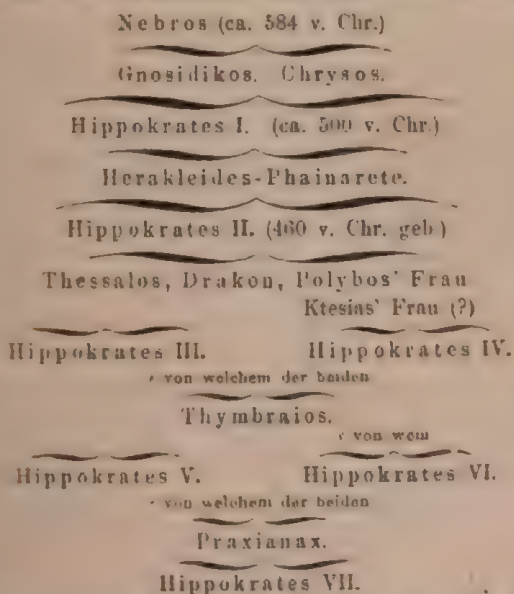 Nebros (ca. 584 v. Chr.)
Gnosidikos. Chrysos.
Hippokrates I. (ca. 500 v. Chr.)
Herakleides-Phainarete.
Hippokrates II. (460 v. Chr. geb.)
Thessalos, Drakon, Polybos' Frau
Ktesias' Frau (?)
Hippokrates III. Hippokrates IV.
? von welchem der beiden
Thymbraios.
? von wem
Hippokrates V. Hippokrates VI.
? von welchem der beiden
Praxianax.
Hippokrates VII.